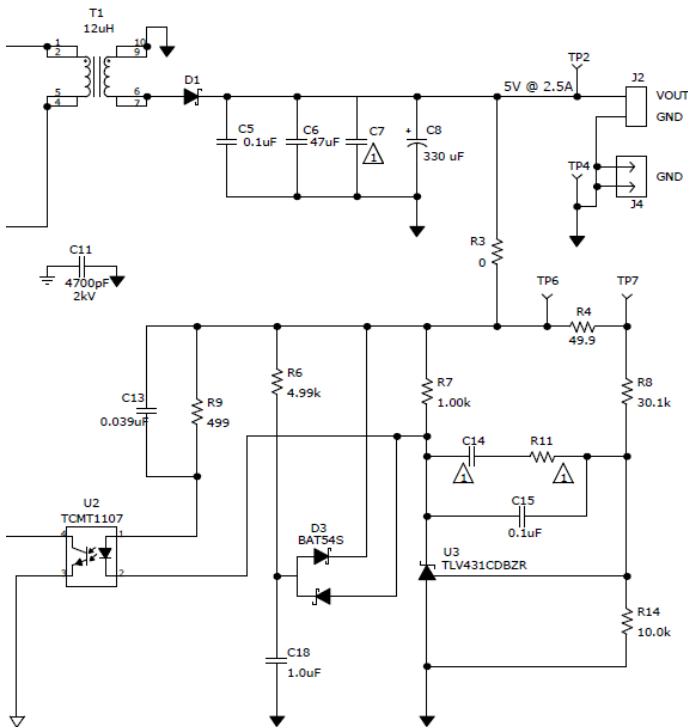 T1
12uH
1
2
10
9
5
4
6
7
D1
TP2
5V @ 2.5A
J2
VOUT
GND
C5
0.1uF
C6
47uF
C7
1
+
C8
330 uF
TP4
GND
J4
R3
0
C11
4700pF
2kV
TP6
TP7
R4
49.9
C13
0.039uF
R9
499
R6
4.99k
R7
1.00k
R8
30.1k
C14
1
R11
1
C15
0.1uF
U2
TCMT1107
4
1
3
2
D3
BAT54S
U3
TLV431CDBZR
R14
10.0k
C18
1.0uF